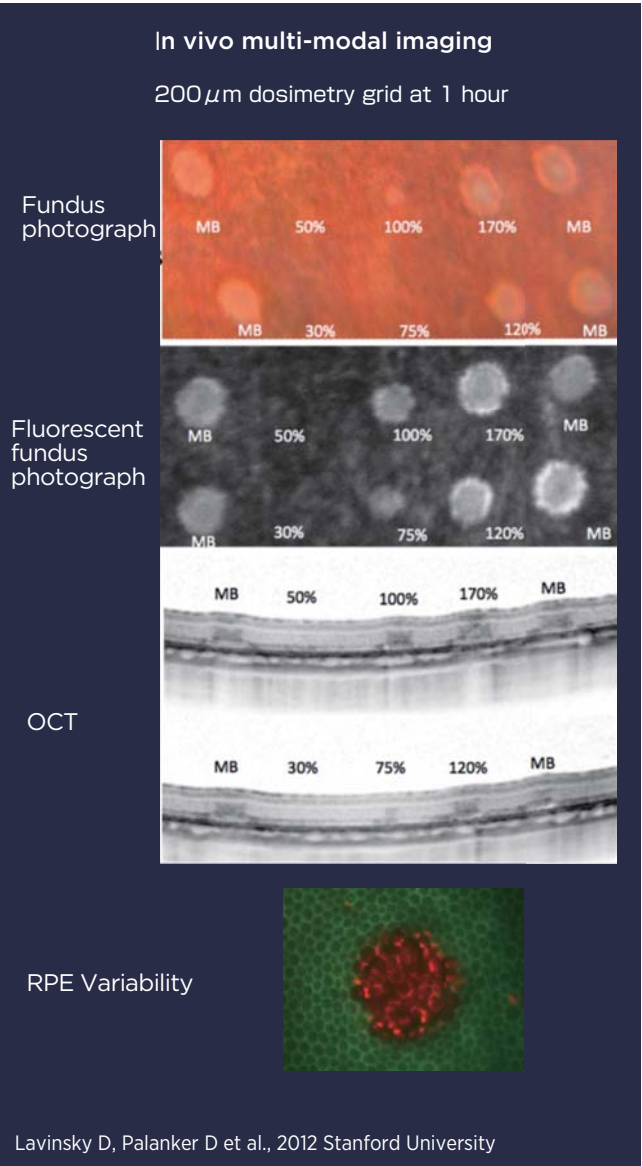 In vivo multi-modal imaging
200μm dosimetry grid at 1 hour
Fundus
photograph
MB 50% 100% 170% MB
MB 30% 75% 120% MB
Fluorescent
fundus
photograph
MB 50% 100% 170% MB
MB 30% 75% 120% MB
OCT
MB 50% 100% 170% MB
MB 30% 75% 120% MB
RPE Variability
Lavinsky D, Palanker D et al., 2012 Stanford University